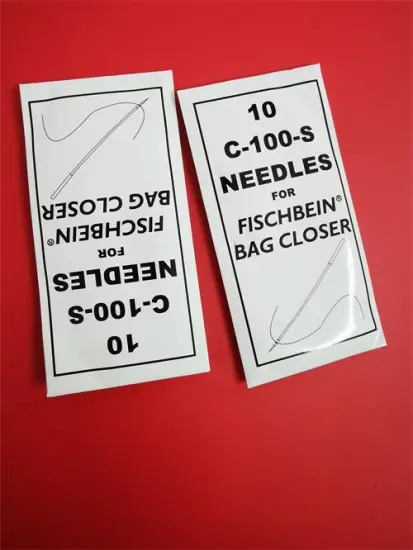 10
C-100-S
NEEDLES
FOR
FISCHBEIN®
BAG CLOSER
10
C-100-S
NEEDLES
FOR
FISCHBEIN®
BAG CLOSER